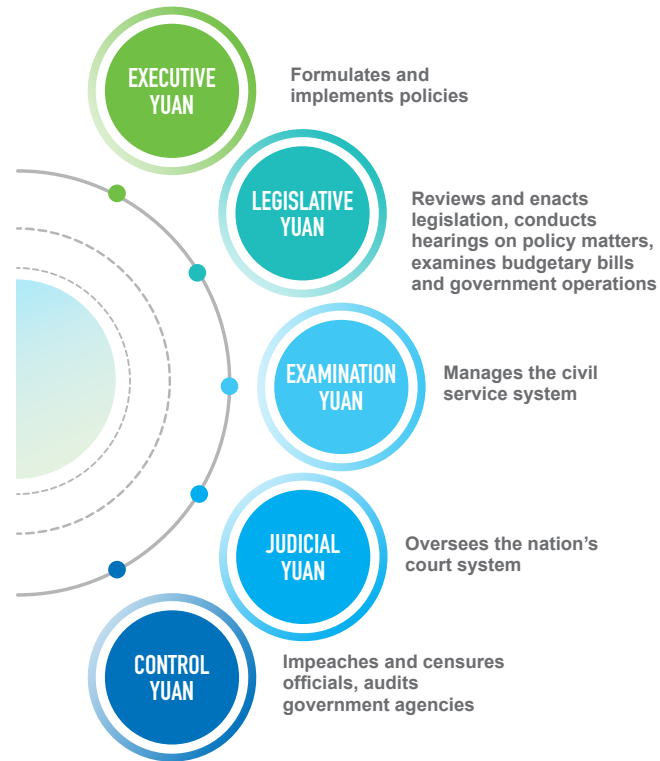 EXECUTIVE
YUAN
Formulates and
implements policies
LEGISLATIVE
YUAN
Reviews and enacts
legislation, conducts
hearings on policy matters,
examines budgetary bills
and government operations
EXAMINATION
YUAN
Manages the civil
service system
JUDICIAL
YUAN
Oversees the nation’s
court system
CONTROL
YUAN
Impeaches and censures
officials, audits
government agencies